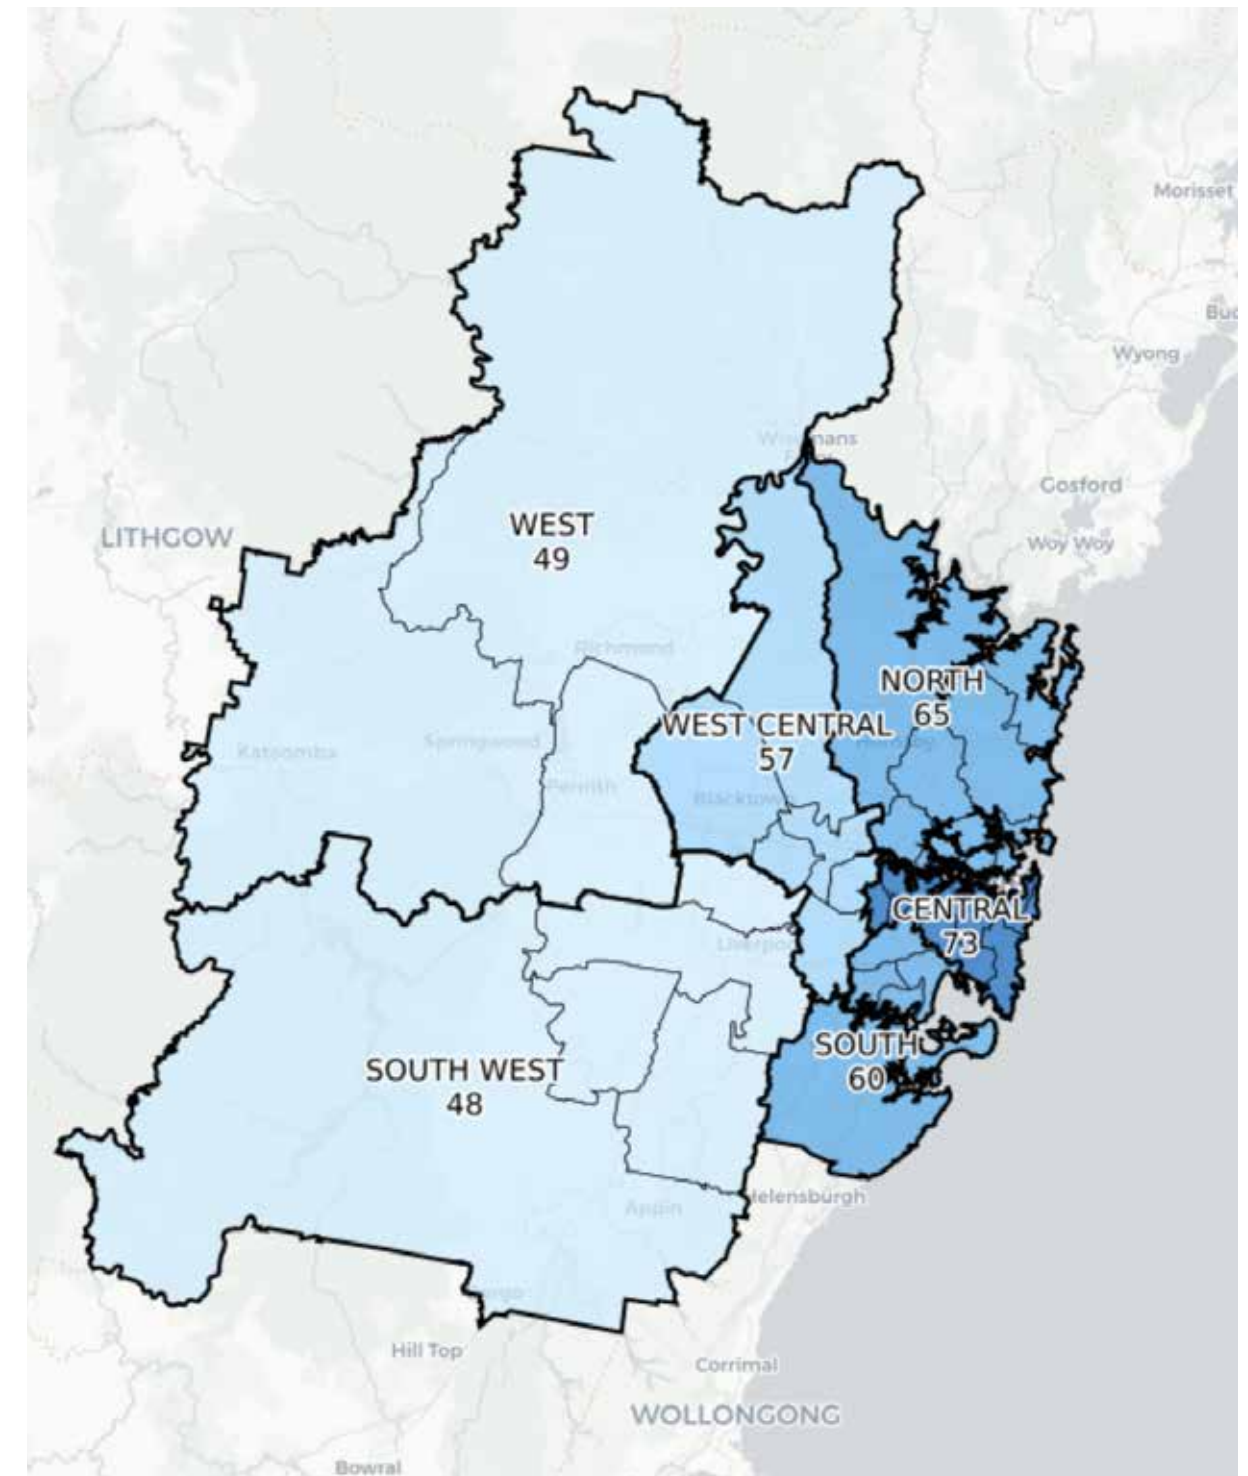 Morisset
Wyong
Gosford
Woy Woy
LITHGOW
WEST
49
Richmond
NORTH
65
WEST CENTRAL
57
Katoomba
Springwood
Penrith
Blacktown
CENTRAL
73
Liverpool
SOUTH
60
SOUTH WEST
48
Appin
Helensburgh
Hill Top
Corrimal
WOLLONGONG
Bowral